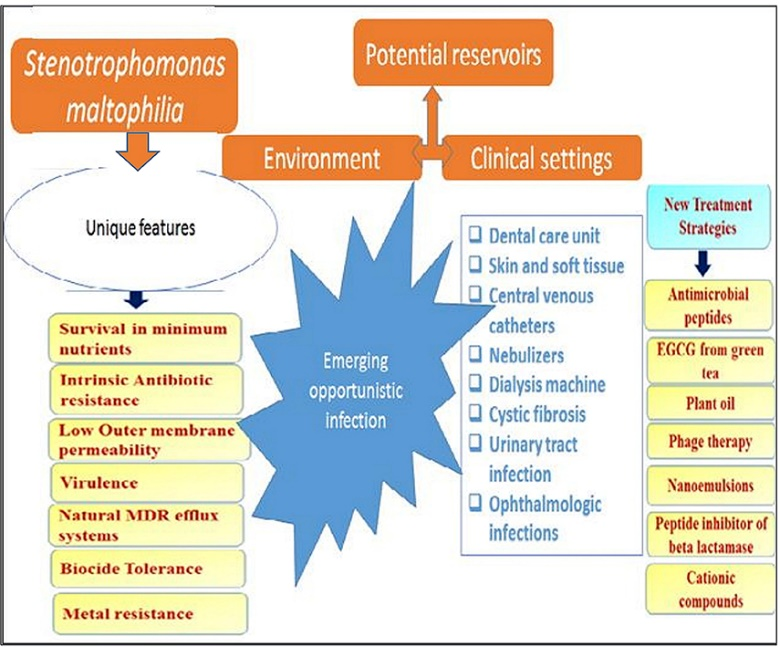 Stenotrophomonas
maltophilia
Unique features
Survival in minimum
nutrients
Intrinsic Antibiotic
resistance
Low Outer membrane
permeability
Virulence
Natural MDR efflux
systems
Biocide Tolerance
Metal resistance
Potential reservoirs
Environment
Clinical settings
Emerging
opportunistic
infection
Dental care unit
Skin and soft tissue
Central venous
catheters
Nebulizers
Dialysis machine
Cystic fibrosis
Urinary tract
infection
Ophthalmologic
infections
New Treatment
Strategies
Antimicrobial
peptides
EGCG from green
tea
Plant oil
Phage therapy
Nanoemulsions
Peptide inhibitor of
beta lactamase
Cationic
compounds